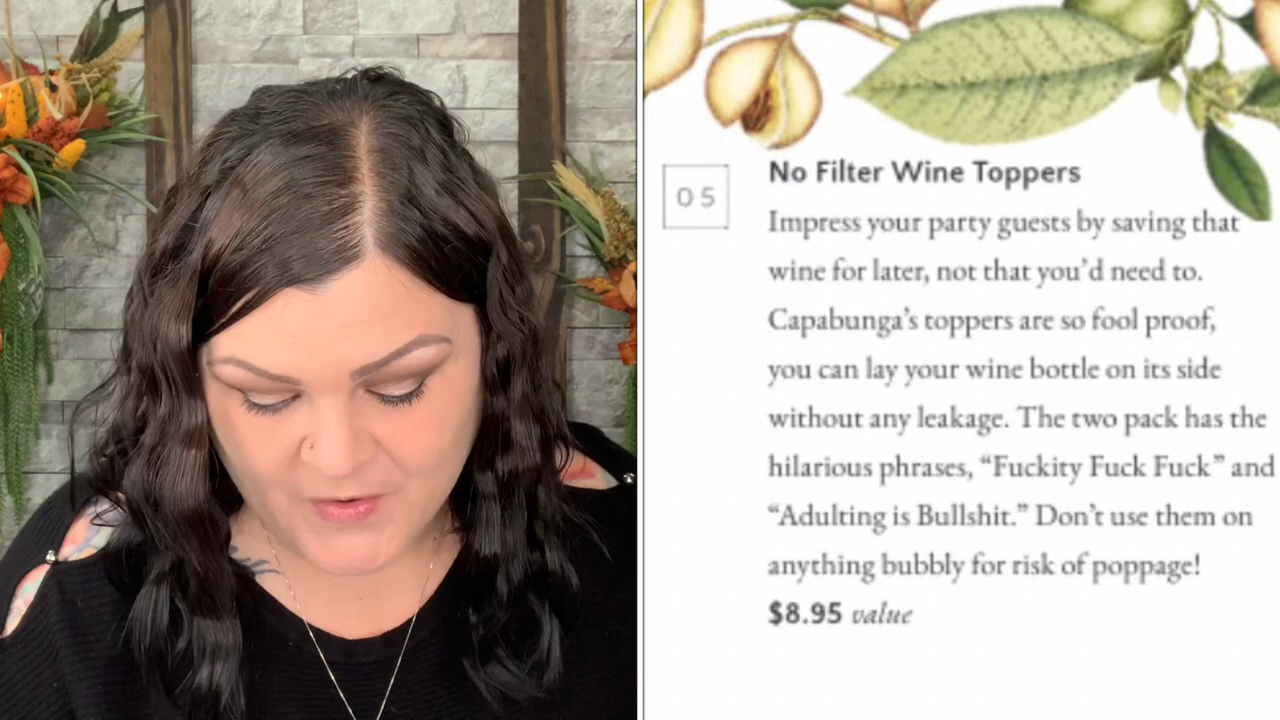 05
No Filter Wine Toppers
Impress your party guests by saving that
wine for later, not that you’d need to.
Capabunga’s toppers are so fool proof,
you can lay your wine bottle on its side
without any leakage. The two pack has the
hilarious phrases, “Fuckity Fuck Fuck” and
“Adulting is Bullshit.” Don’t use them on
anything bubbly for risk of poppage!
$8.95 value